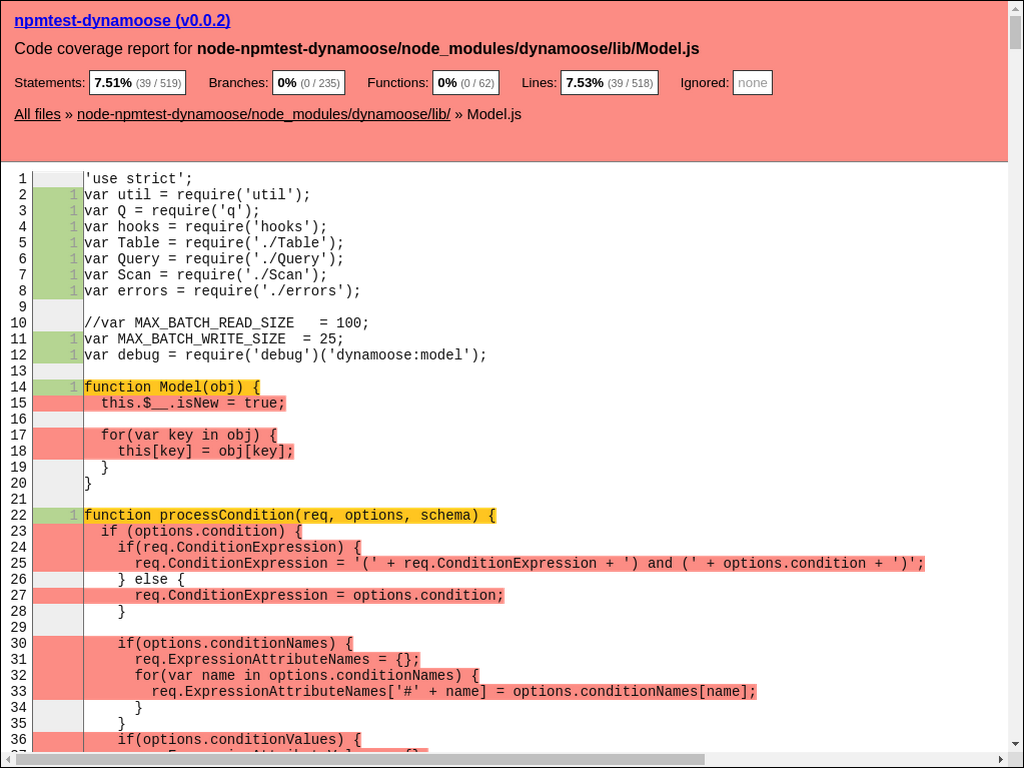 npmtest-dynamoose (v0.0.2)
Code coverage report for node-npmtest-dynamoose/node_modules/dynamoose/lib/Model.js
Statements: 7.51% (39 / 519) Branches: 0% (0 / 235) Functions: 0% (0 / 62) Lines: 7.53% (39 / 518) Ignored: none
All files » node-npmtest-dynamoose/node_modules/dynamoose/lib/ » Model.js
1 'use strict';
2 1 var util = require('util');
3 1 var Q = require('q');
4 1 var hooks = require('hooks');
5 1 var Table = require('./Table');
6 1 var Query = require('./Query');
7 1 var Scan = require('./Scan');
8 1 var errors = require('./errors');
9
10 //var MAX_BATCH_READ_SIZE   = 100;
11 1 var MAX_BATCH_WRITE_SIZE  = 25;
12 1 var debug = require('debug')('dynamoose:model');
13
14 1 function Model(obj) {
15   this.$__.isNew = true;
16
17   for(var key in obj) {
18     this[key] = obj[key];
19   }
20 }
21
22 1 function processCondition(req, options, schema) {
23   if (options.condition) {
24     if(req.ConditionExpression) {
25       req.ConditionExpression = '(' + req.ConditionExpression + ') and (' + options.condition + ')';
26     } else {
27       req.ConditionExpression = options.condition;
28     }
29
30     if(options.conditionNames) {
31       req.ExpressionAttributeNames = {};
32       for(var name in options.conditionNames) {
33         req.ExpressionAttributeNames['#' + name] = options.conditionNames[name];
34       }
35     }
36     if(options.conditionValues) {